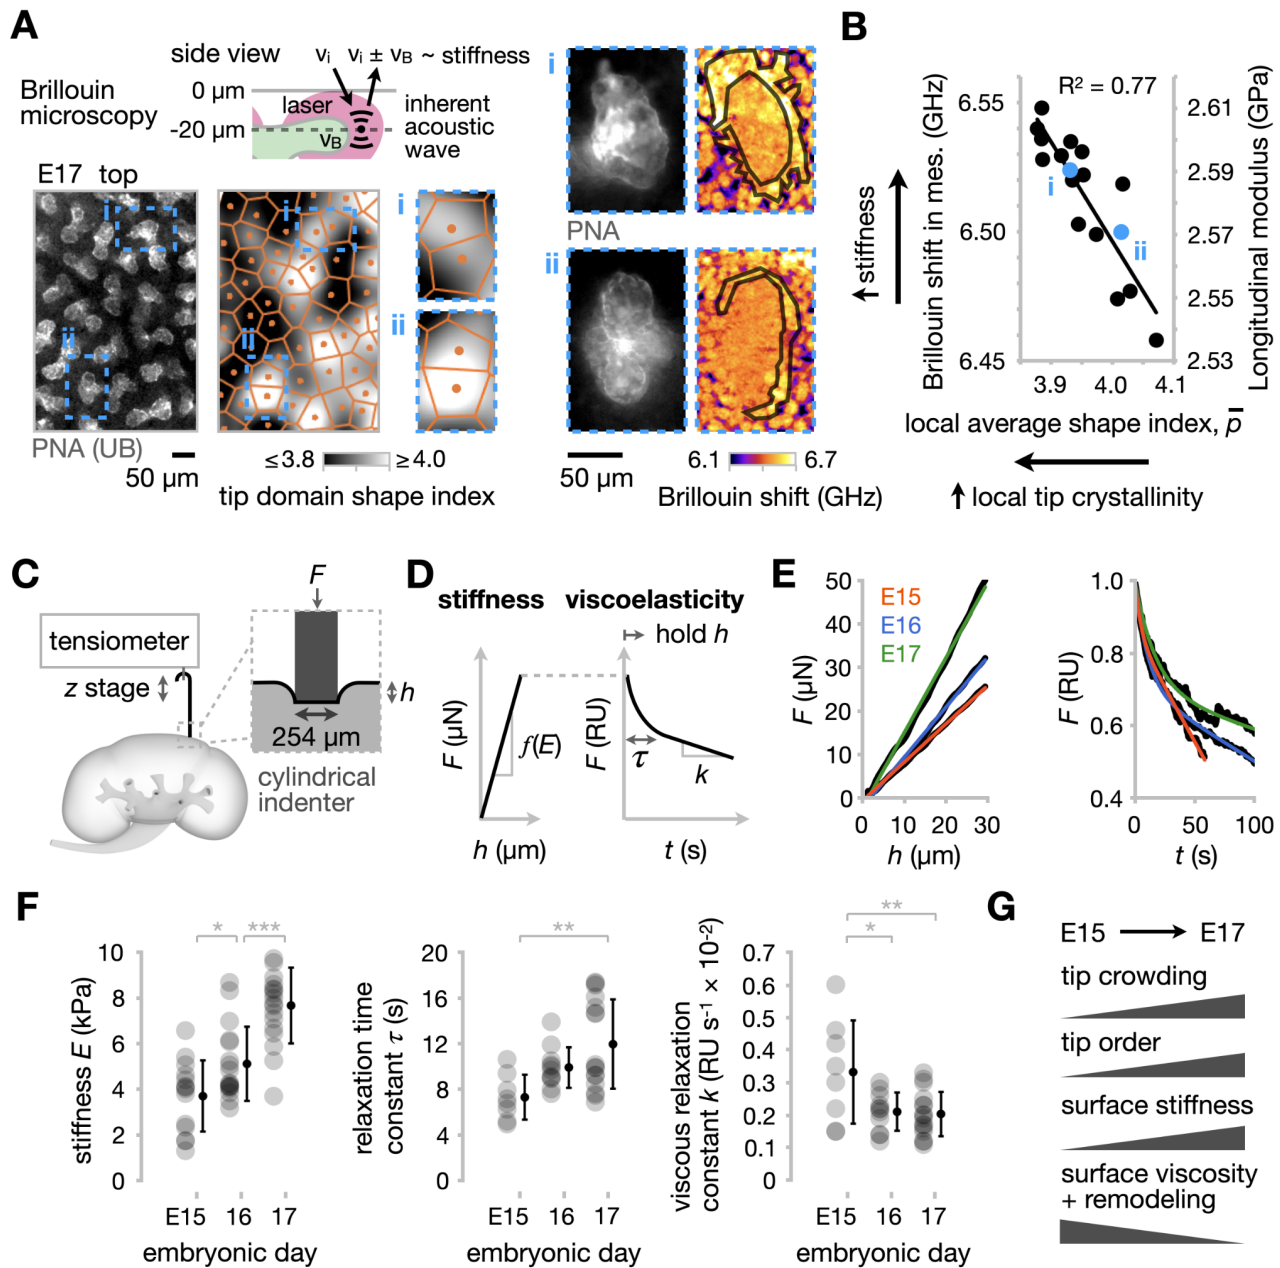 A
side view
νi νi ± νB ~ stiffness
Brillouin
microscopy
0 µm
-20 µm
laser
νB
inherent
acoustic
wave
E17 top
i
ii
PNA (UB)
50 µm
i
ii
≤3.8 ≥4.0
tip domain shape index
i
ii
i
PNA
ii
50 µm
6.1 6.7
Brillouin shift (GHz)
B
R² = 0.77
↑ stiffness
Brillouin shift in mes. (GHz)
6.55
6.50
6.45
i
ii
2.61
2.59
2.57
2.55
2.53
Longitudinal modulus (GPa)
3.9 4.0 4.1
local average shape index, p̅
↑ local tip crystallinity
C
tensiometer
z stage
F
h
254 µm
cylindrical
indenter
D
stiffness viscoelasticity
hold h
F (µN)
f(E)
h (µm)
F (RU)
τ
k
t (s)
E
E15
E16
E17
F (µN)
50
40
30
20
10
0
0 10 20 30
h (µm)
F (RU)
1.0
0.8
0.6
0.4
0 50 100
t (s)
F
* ***
stiffness E (kPa)
10
8
6
4
2
0
E15 16 17
embryonic day
**
relaxation time
constant τ (s)
20
16
12
8
4
0
E15 16 17
embryonic day
**
*
viscous relaxation
constant k (RU s⁻¹ × 10⁻²)
0.7
0.6
0.5
0.4
0.3
0.2
0.1
0
E15 16 17
embryonic day
G
E15 → E17
tip crowding
tip order
surface stiffness
surface viscosity
+ remodeling